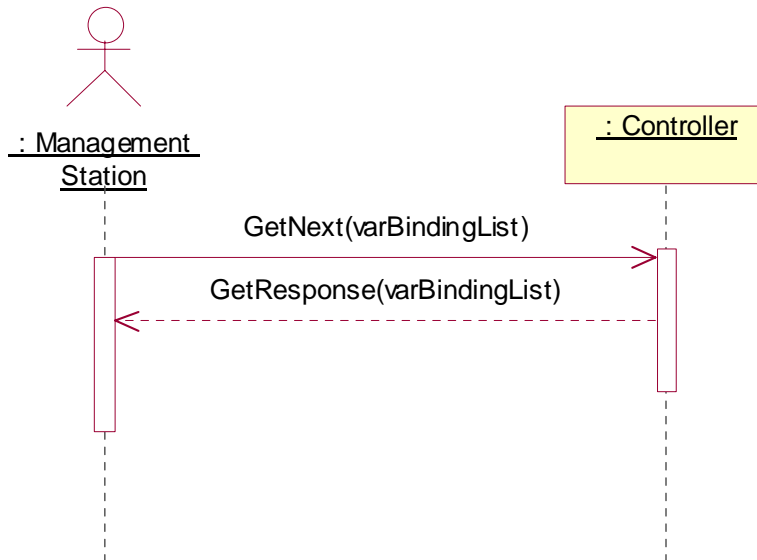 : Management
Station
: Controller
GetNext(varBindingList)
GetResponse(varBindingList)